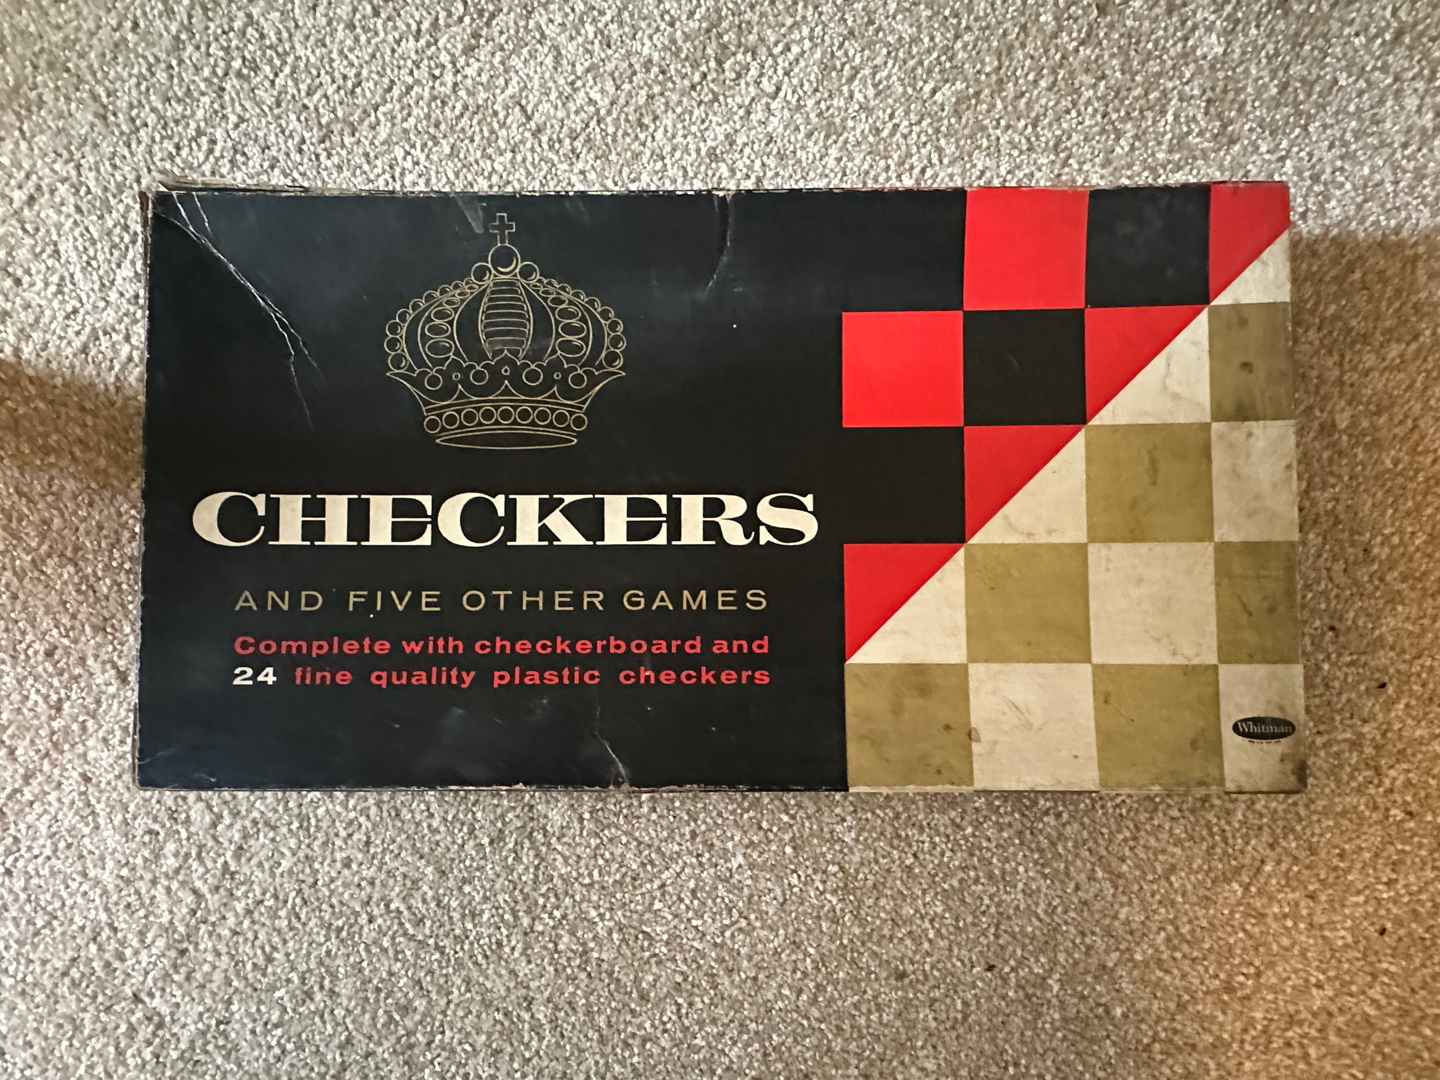 CHECKERS
AND FIVE OTHER GAMES
Complete with checkerboard and
24 fine quality plastic checkers
Whitman